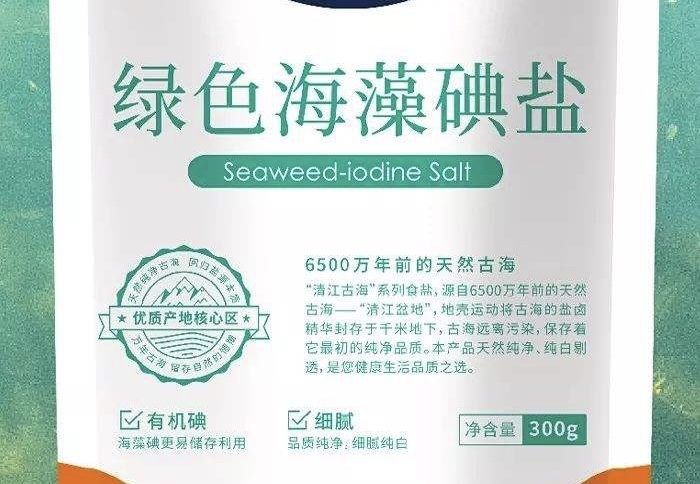 绿色海藻碘盐
Seaweed-iodine Salt
6500万年前的天然古海
“清江古海”系列食盐，源自6500万年前的天然
古海——“清江盆地”，地壳运动将古海的盐卤
精华封存于千米地下，古海远离污染，保存着
它最初的纯净品质。本产品天然纯净、纯白剔
透，是您健康生活品质之选。
天然纯净古海 回归盐源本质
优质产地核心区
万年古海 储存自然的馈赠
有机碘
海藻碘更易储存利用
细腻
品质纯净，细腻纯白
净含量 300g